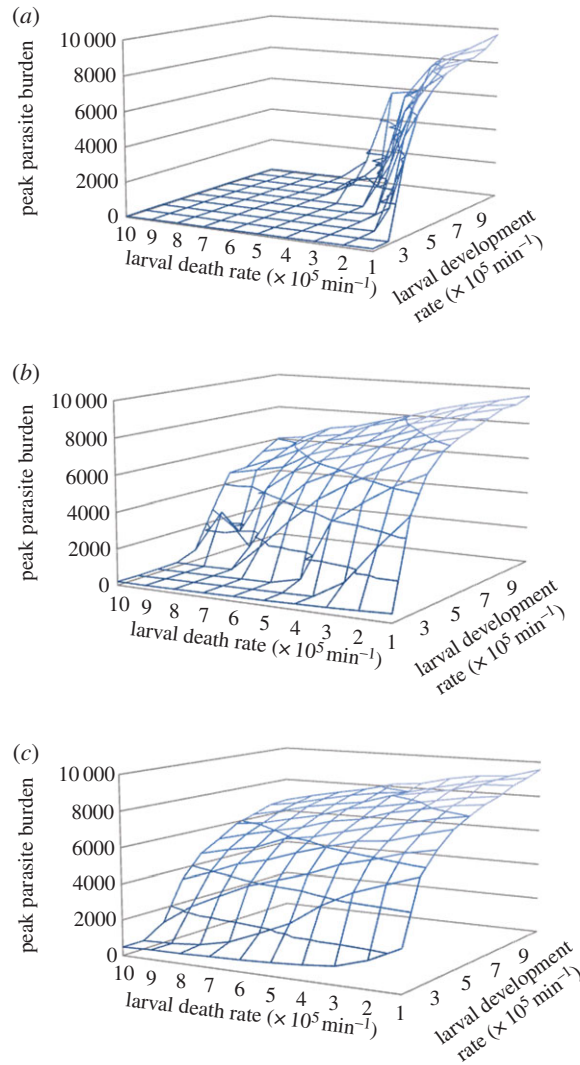 (a)
10 000
8000
6000
4000
2000
0
peak parasite burden
10 9 8 7 6 5 4 3 2 1
larval death rate (× 10⁵ min⁻¹)
3 5 7 9
larval development
rate (× 10⁵ min⁻¹)
(b)
10 000
8000
6000
4000
2000
0
peak parasite burden
10 9 8 7 6 5 4 3 2 1
larval death rate (× 10⁵ min⁻¹)
3 5 7 9
larval development
rate (× 10⁵ min⁻¹)
(c)
10 000
8000
6000
4000
2000
0
peak parasite burden
10 9 8 7 6 5 4 3 2 1
larval death rate (× 10⁵ min⁻¹)
3 5 7 9
larval development
rate (× 10⁵ min⁻¹)